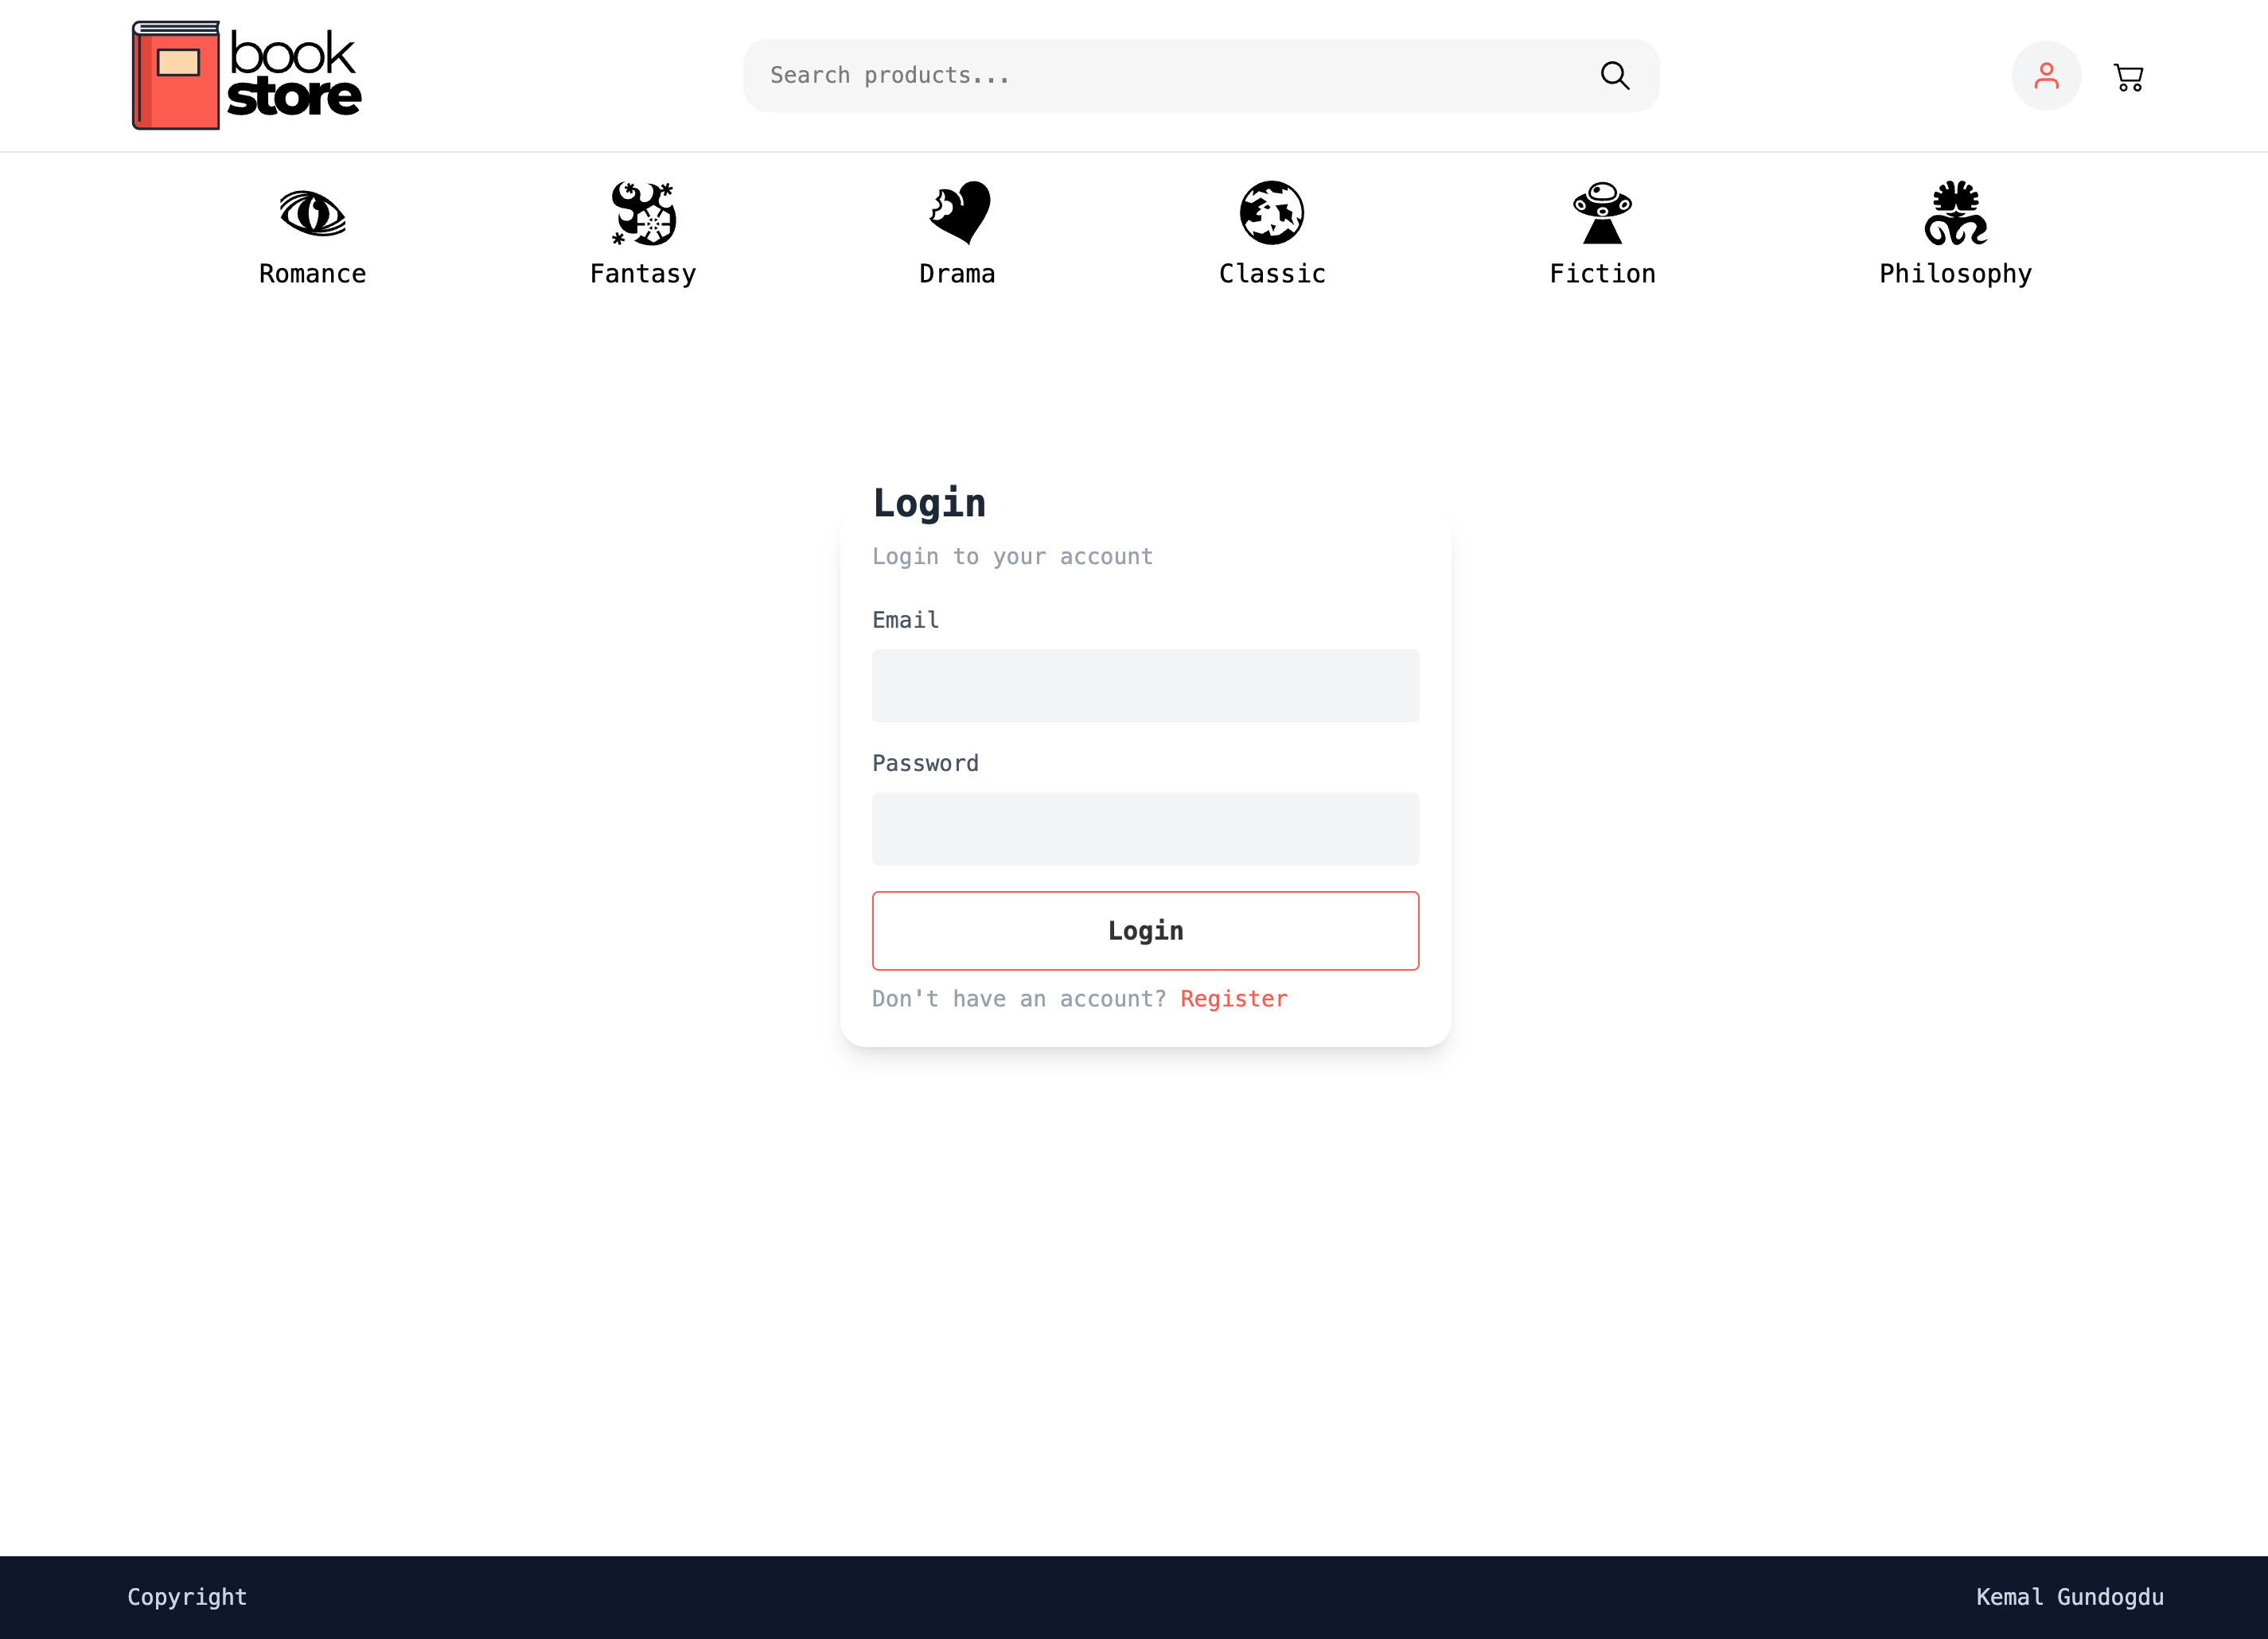 book
store
Search products...
Romance
Fantasy
Drama
Classic
Fiction
Philosophy
Login
Login to your account
Email
Password
Login
Don't have an account? Register
Copyright
Kemal Gundogdu